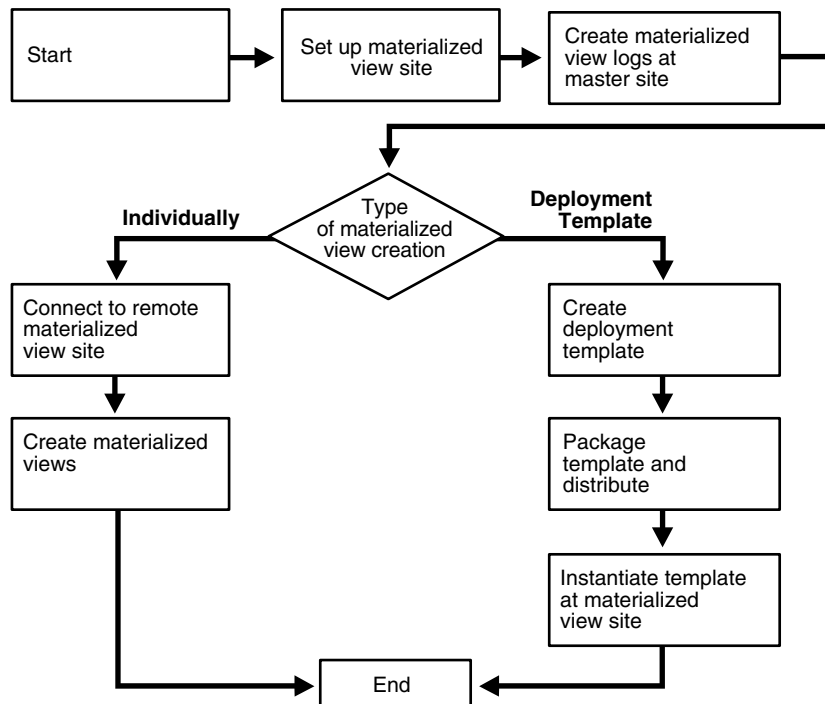 Start
Set up materialized
view site
Create materialized
view logs at
master site
Type
of materialized
view creation
Individually
Deployment
Template
Connect to remote
materialized
view site
Create
deployment
template
Create materialized
views
Package
template and
distribute
Instantiate template
at materialized
view site
End